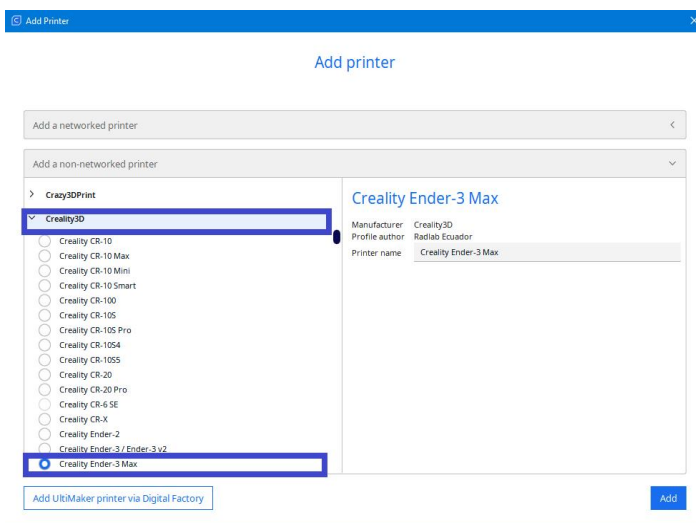 Add Printer
Add printer
Add a networked printer
Add a non-networked printer
Crazy3DPrint
Creality3D
Creality CR-10
Creality CR-10 Max
Creality CR-10 Mini
Creality CR-10 Smart
Creality CR-100
Creality CR-10S
Creality CR-10S Pro
Creality CR-10S4
Creality CR-10S5
Creality CR-20
Creality CR-20 Pro
Creality CR-6 SE
Creality CR-X
Creality Ender-2
Creality Ender-3 / Ender-3 v2
Creality Ender-3 Max
Creality Ender-3 Max
Manufacturer Creality3D
Profile author Radlab Ecuador
Printer name Creality Ender-3 Max
Add UltiMaker printer via Digital Factory
Add